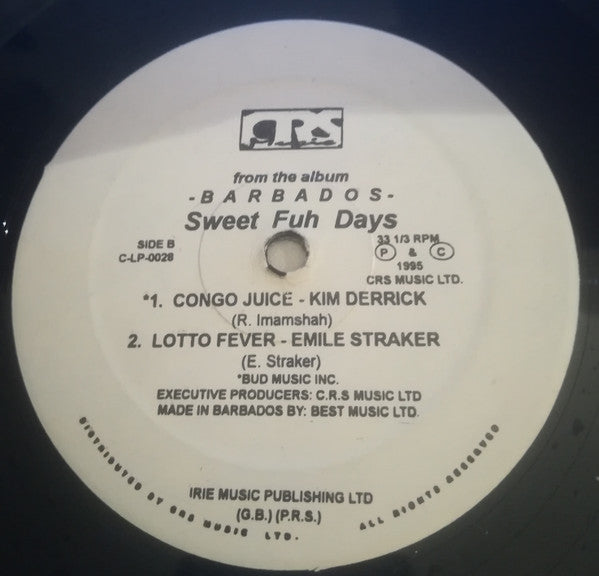 CRS
Music
from the album
-BARBADOS-
Sweet Fuh Days
SIDE B
C-LP-0028
33 1/3 RPM
P & C
1995
CRS MUSIC LTD.
*1. CONGO JUICE - KIM DERRICK
(R. Imamshah)
2. LOTTO FEVER - EMILE STRAKER
(E. Straker)
*BUD MUSIC INC.
EXECUTIVE PRODUCERS: C.R.S MUSIC LTD
MADE IN BARBADOS BY: BEST MUSIC LTD.
IRIE MUSIC PUBLISHING LTD
(G.B.) (P.R.S.)
DISTRIBUTED BY CRS MUSIC LTD.
ALL RIGHTS RESERVED